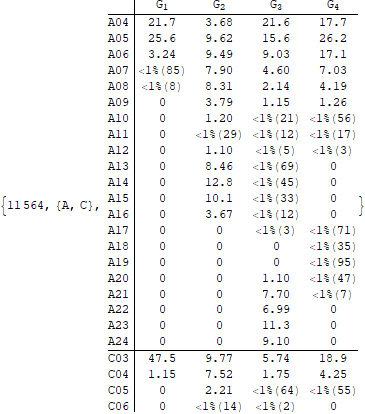 G1 G2 G3 G4
A04 21.7 3.68 21.6 17.7
A05 25.6 9.62 15.6 26.2
A06 3.24 9.49 9.03 17.1
A07 <1%(85) 7.90 4.60 7.03
A08 <1%(8) 8.31 2.14 4.19
A09 0 3.79 1.15 1.26
A10 0 1.20 <1%(21) <1%(56)
A11 0 <1%(29) <1%(12) <1%(17)
A12 0 1.10 <1%(5) <1%(3)
A13 0 8.46 <1%(69) 0
A14 0 12.8 <1%(45) 0
{11564, {A, C}, A15 0 10.1 <1%(33) 0 }
A16 0 3.67 <1%(12) 0
A17 0 0 <1%(3) <1%(71)
A18 0 0 0 <1%(35)
A19 0 0 0 <1%(95)
A20 0 0 1.10 <1%(47)
A21 0 0 7.70 <1%(7)
A22 0 0 6.99 0
A23 0 0 11.3 0
A24 0 0 9.10 0
C03 47.5 9.77 5.74 18.9
C04 1.15 7.52 1.75 4.25
C05 0 2.21 <1%(64) <1%(55)
C06 0 <1%(14) <1%(2) 0